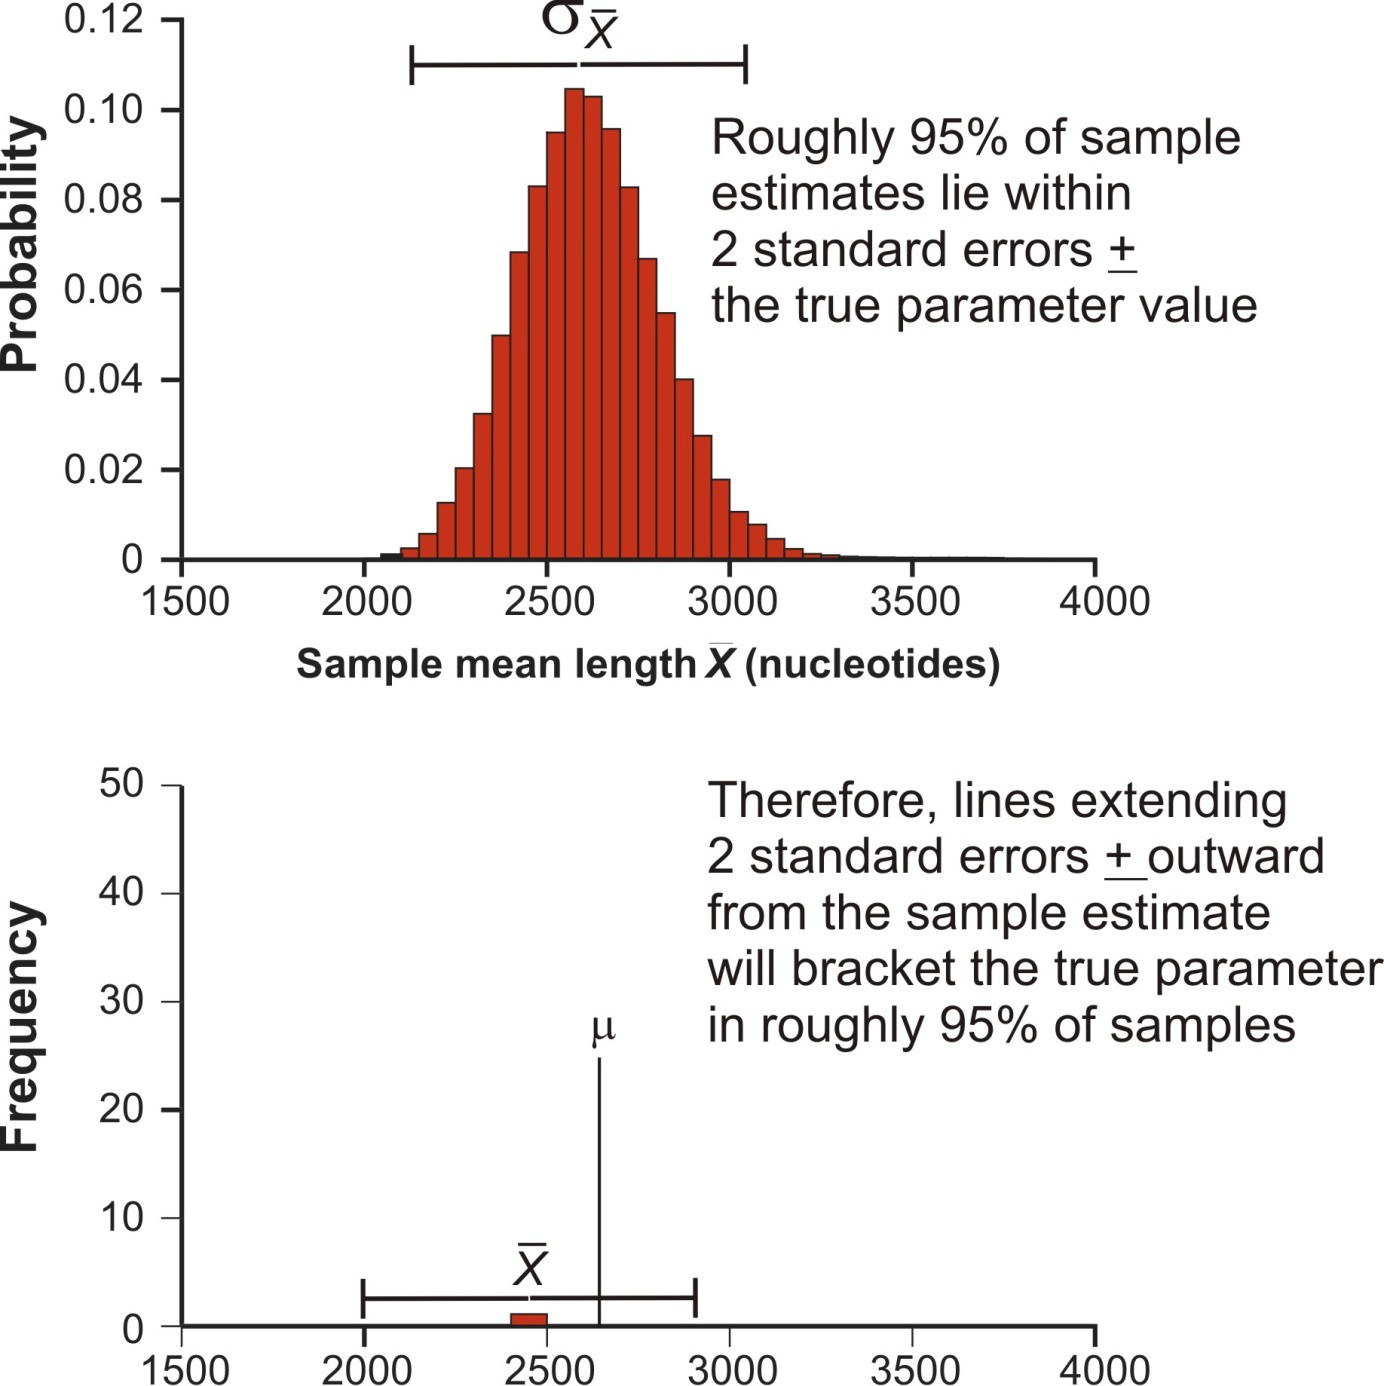 σX̅
0.12
0.10
0.08
0.06
0.04
0.02
0
Probability
Roughly 95% of sample
estimates lie within
2 standard errors ±
the true parameter value
1500 2000 2500 3000 3500 4000
Sample mean length X̅ (nucleotides)
50
40
30
20
10
0
Frequency
Therefore, lines extending
2 standard errors ± outward
from the sample estimate
will bracket the true parameter
in roughly 95% of samples
μ
X̅
1500 2000 2500 3000 3500 4000